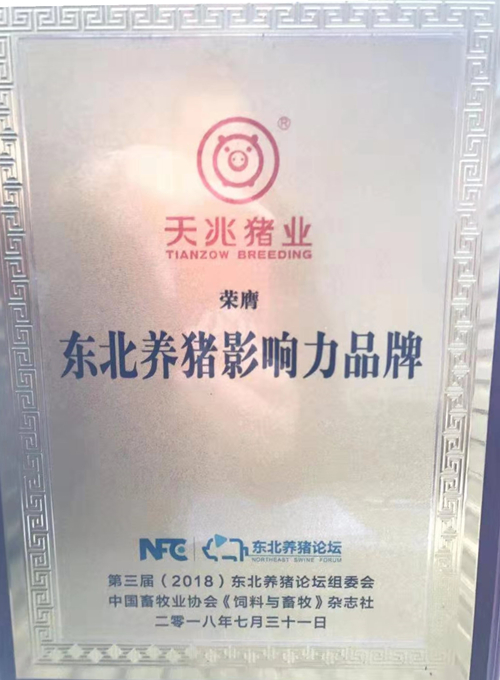 ®
天兆猪业
TIANZOW BREEDING
荣膺
东北养猪影响力品牌
NFC 东北养猪论坛
NORTHEAST SWINE FORUM
第三届（2018）东北养猪论坛组委会
中国畜牧业协会《饲料与畜牧》杂志社
二零一八年七月三十一日